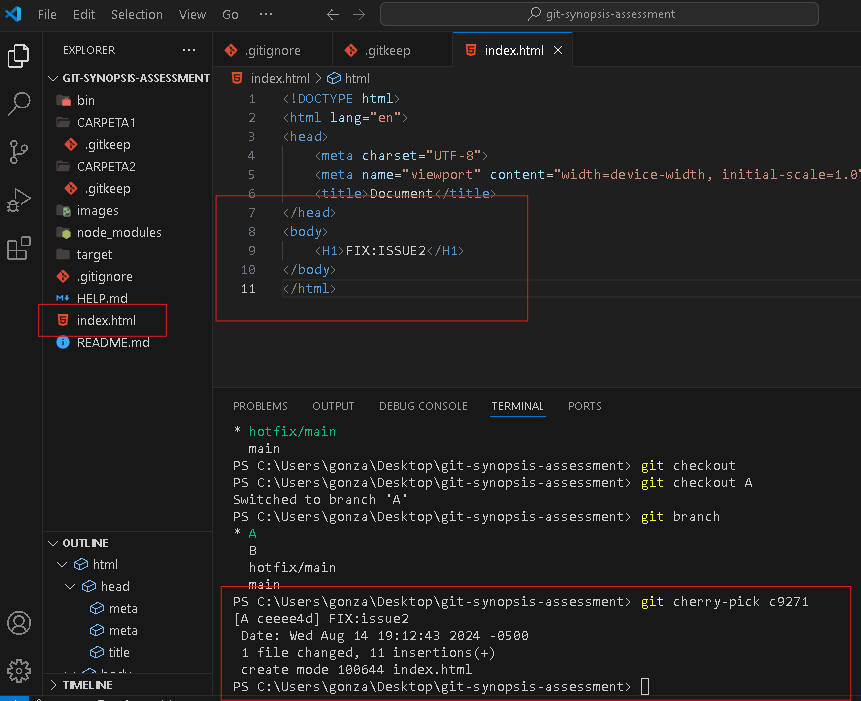 File Edit Selection View Go ··· git-synopsis-assessment
EXPLORER ···
GIT-SYNOPSIS-ASSESSMENT
bin
CARPETA1
.gitkeep
CARPETA2
.gitkeep
images
node_modules
target
.gitignore
HELP.md
index.html
README.md
OUTLINE
html
head
meta
meta
title
body
TIMELINE
.gitignore .gitkeep index.html
index.html > html
1 <!DOCTYPE html>
2 <html lang="en">
3 <head>
4 <meta charset="UTF-8">
5 <meta name="viewport" content="width=device-width, initial-scale=1.0"
6 <title>Document</title>
7 </head>
8 <body>
9 <H1>FIX:ISSUE2</H1>
10 </body>
11 </html>
PROBLEMS OUTPUT DEBUG CONSOLE TERMINAL PORTS
* hotfix/main
main
PS C:\Users\gonza\Desktop\git-synopsis-assessment> git checkout
PS C:\Users\gonza\Desktop\git-synopsis-assessment> git checkout A
Switched to branch 'A'
PS C:\Users\gonza\Desktop\git-synopsis-assessment> git branch
* A
B
hotfix/main
main
PS C:\Users\gonza\Desktop\git-synopsis-assessment> git cherry-pick c9271
[A ceeee4d] FIX:issue2
Date: Wed Aug 14 19:12:43 2024 -0500
1 file changed, 11 insertions(+)
create mode 100644 index.html
PS C:\Users\gonza\Desktop\git-synopsis-assessment>